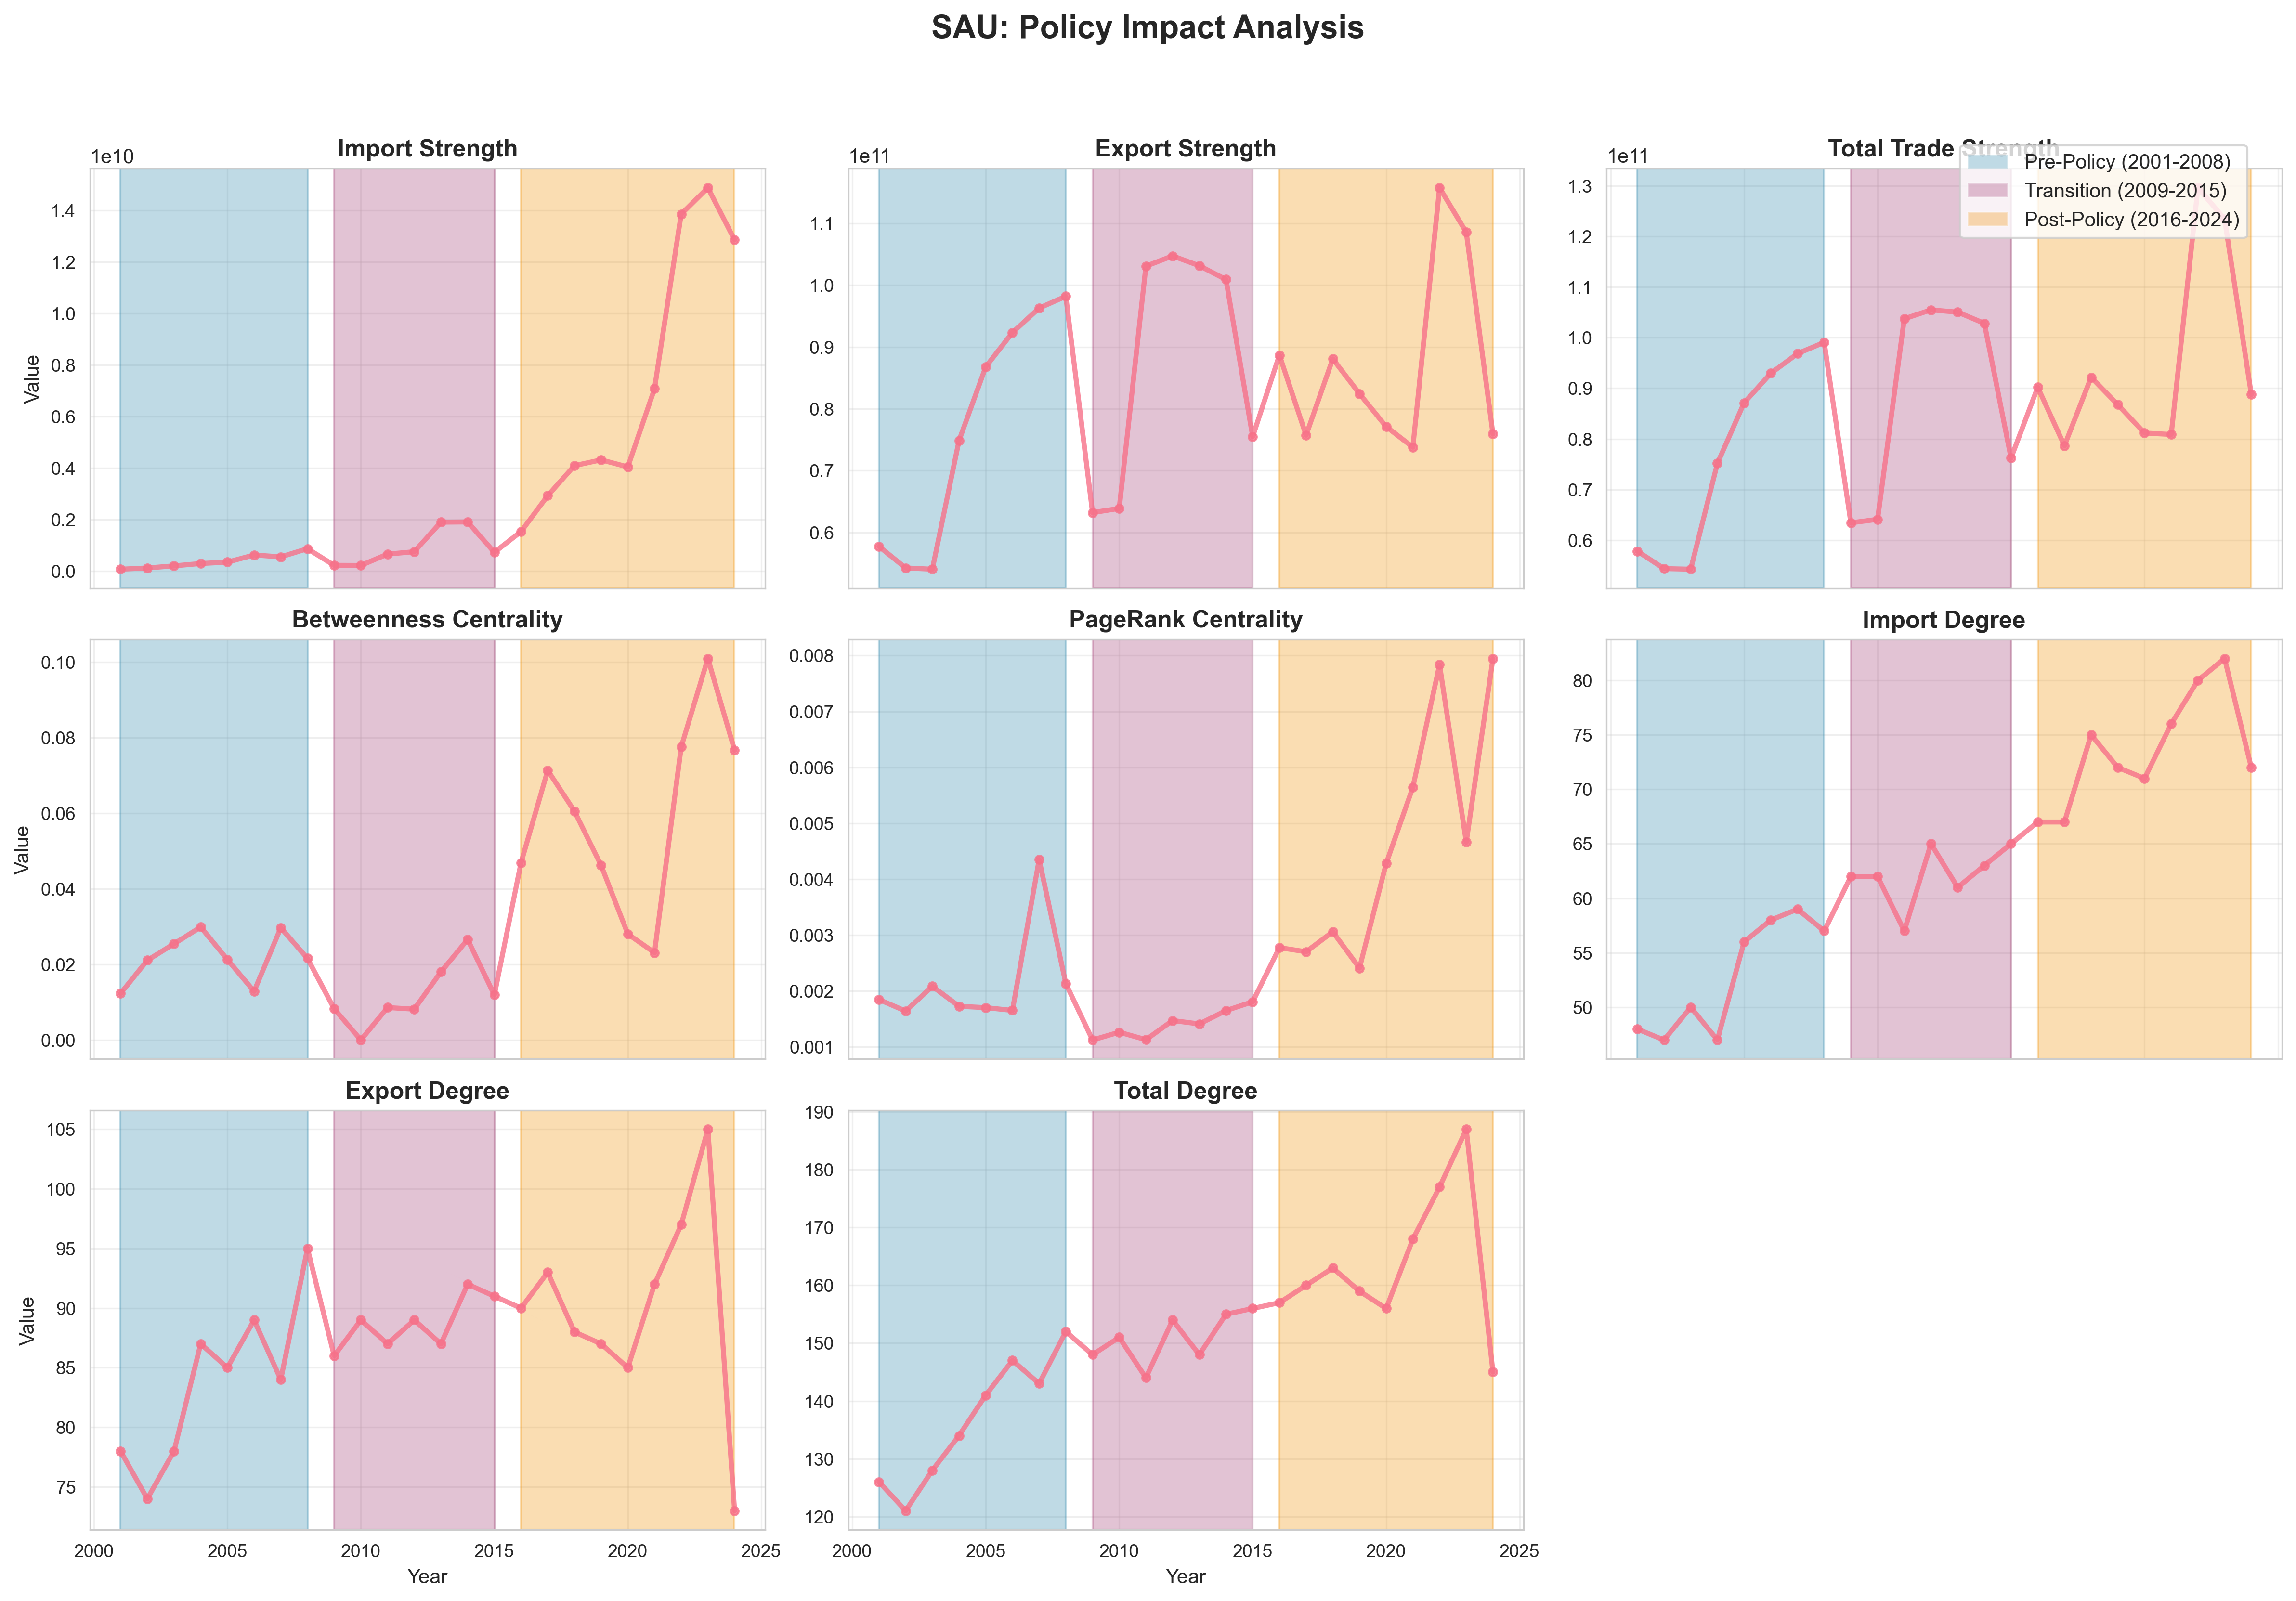 SAU: Policy Impact Analysis
Import Strength
1e10
Value
1.4
1.2
1.0
0.8
0.6
0.4
0.2
0.0
Export Strength
1e11
1.1
1.0
0.9
0.8
0.7
0.6
Total Trade Strength
1e11
1.3
1.2
1.1
1.0
0.9
0.8
0.7
0.6
Pre-Policy (2001-2008)
Transition (2009-2015)
Post-Policy (2016-2024)
Betweenness Centrality
Value
0.10
0.08
0.06
0.04
0.02
0.00
PageRank Centrality
0.008
0.007
0.006
0.005
0.004
0.003
0.002
0.001
Import Degree
80
75
70
65
60
55
50
Export Degree
Value
105
100
95
90
85
80
75
2000 2005 2010 2015 2020 2025
Year
Total Degree
190
180
170
160
150
140
130
120
2000 2005 2010 2015 2020 2025
Year